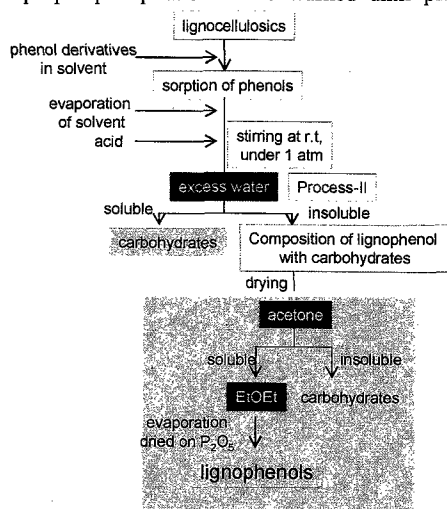 lignocellulosics
phenol derivatives
in solvent
sorption of phenols
evaporation
of solvent
acid
stirring at r.t,
under 1 atm
excess water
Process-II
soluble
insoluble
carbohydrates
Composition of lignophenol
with carbohydrates
drying
acetone
soluble
insoluble
EtOEt
carbohydrates
evaporation
dried on P₂O₅
lignophenols